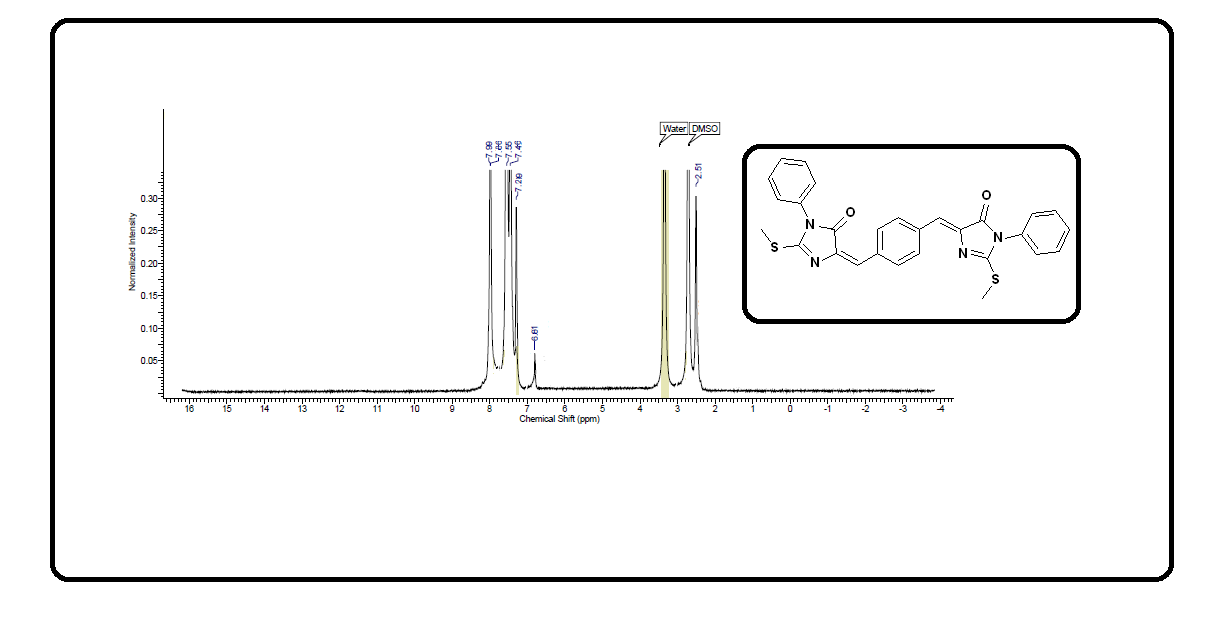 7.99
7.66
7.55
7.46
7.29
6.81
Water
DMSO
2.51
Normalized Intensity
0.30
0.25
0.20
0.15
0.10
0.05
16 15 14 13 12 11 10 9 8 7 6 5 4 3 2 1 0 -1 -2 -3 -4
Chemical Shift (ppm)
N
O
S
N
O
N
N
S